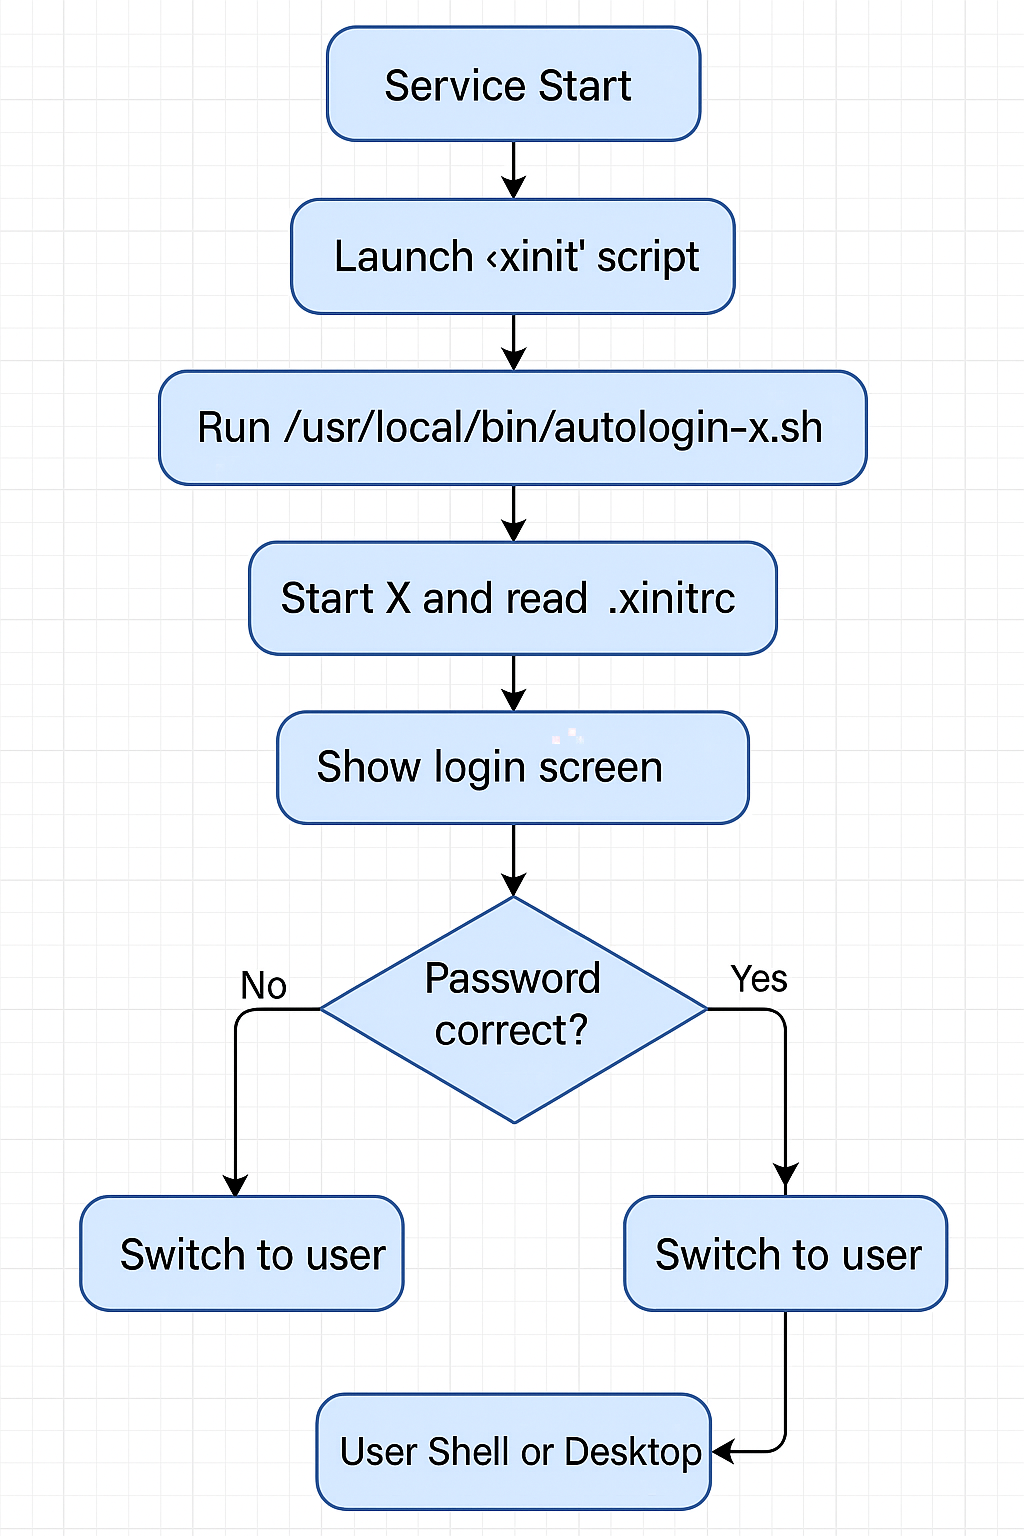 Service Start
Launch ‹xinit' script
Run /usr/local/bin/autologin-x.sh
Start X and read .xinitrc
Show login screen
Password
correct?
No
Yes
Switch to user
Switch to user
User Shell or Desktop